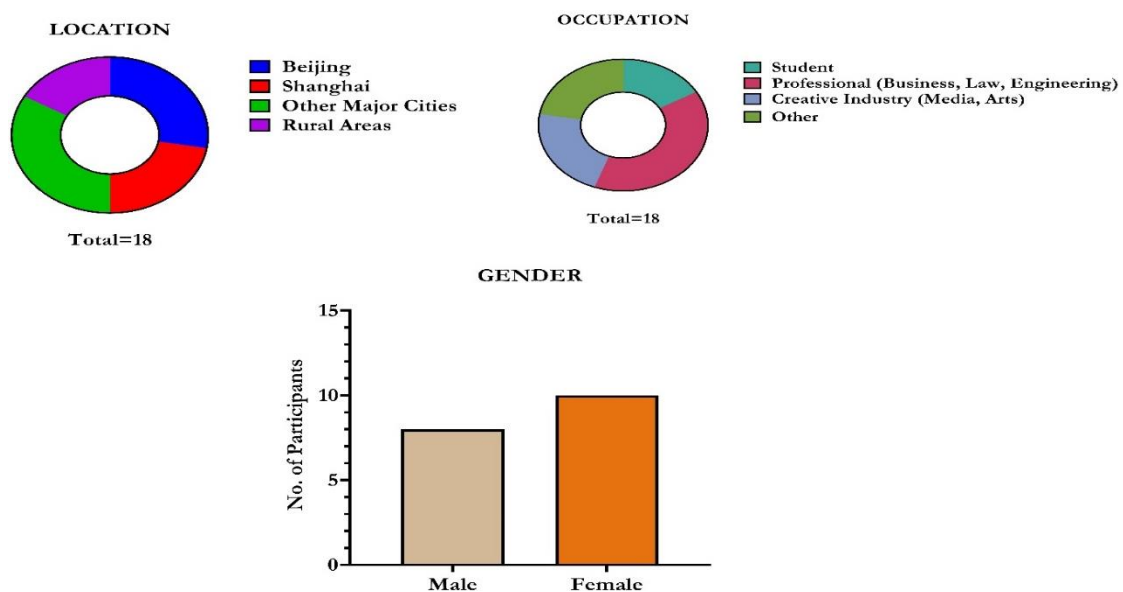 LOCATION
Beijing
Shanghai
Other Major Cities
Rural Areas
Total=18
OCCUPATION
Student
Professional (Business, Law, Engineering)
Creative Industry (Media, Arts)
Other
Total=18
GENDER
No. of Participants
15
10
5
0
Male
Female